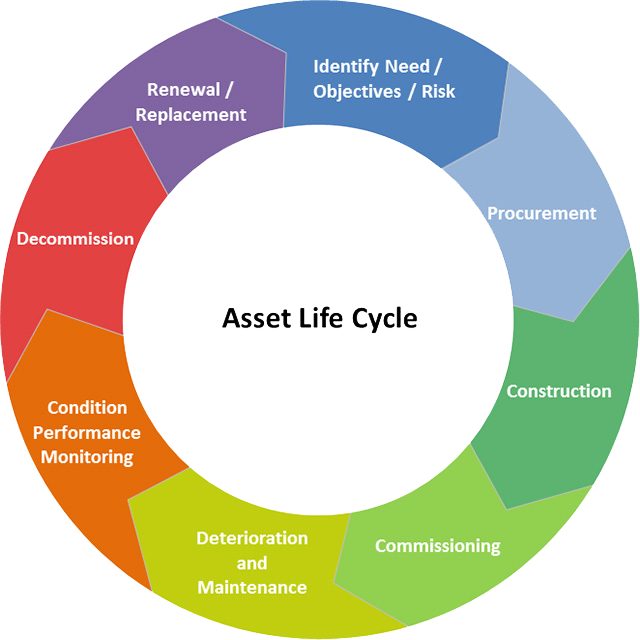 Identify Need /
Objectives / Risk
Procurement
Construction
Commissioning
Deterioration
and
Maintenance
Condition
Performance
Monitoring
Decommission
Renewal /
Replacement
Asset Life Cycle